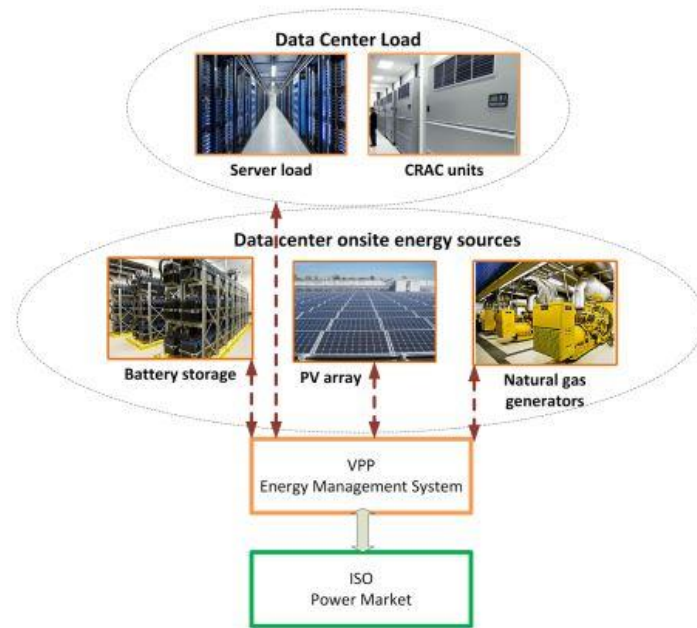 Data Center Load
Server load
CRAC units
Data center onsite energy sources
Battery storage
PV array
Natural gas
generators
VPP
Energy Management System
ISO
Power Market